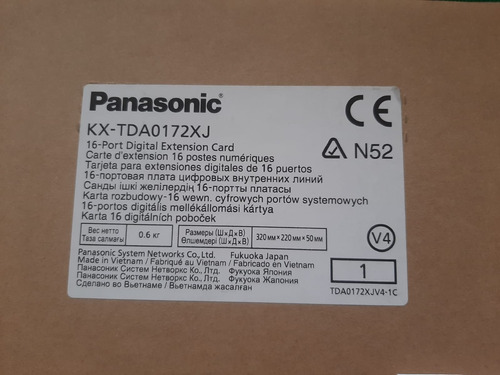 Panasonic
CE
KX-TDA0172XJ
16-Port Digital Extension Card
Carte d'extension 16 postes numériques
Tarjeta para extensiones digitales de 16 puertos
16-портовая плата цифровых внутренних линий
Санды ішкі желілердің 16-портты платасы
Karta rozbudowy-16 wewn. cyfrowych portów systemowych
16-portos digitális mellékállomási kártya
Karta 16 digitálních poboček
N52
Вес нетто
Таза салмағы
0.6 кг
Размеры (Ш×Д×В)
Өлшемдері (Ш×Д×В)
320 мм×220 мм×50 мм
V4
Panasonic System Networks Co., Ltd. Fukuoka Japan
Made in Vietnam / Fabriqué au Vietnam / Fabricado en Vietnam
Панасоник Систем Нетворкс Ко., Лтд. Фукуока Япония
Панасоник Систем Нетворкс Ко., Лтд. Фукуока Жапония
Сделано во Вьетнаме / Вьетнамда жасалған
1
TDA0172XJV4-1C